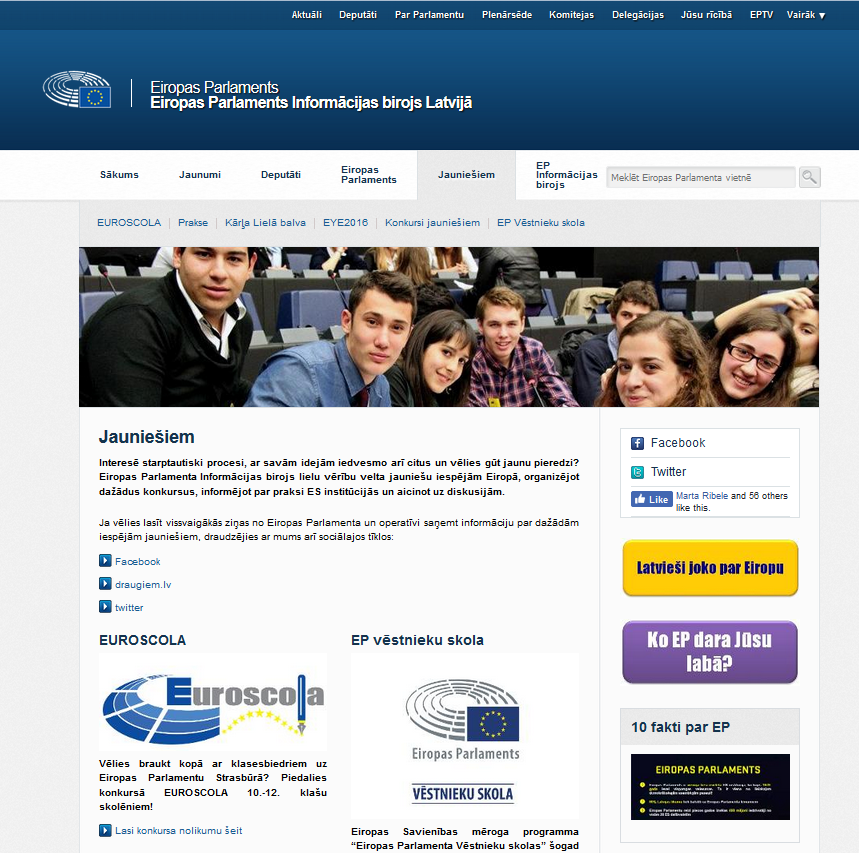 Aktuāli Deputāti Par Parlamentu Plenārsēde Komitejas Delegācijas Jūsu rīcībā EPTV Vairāk ▼
Eiropas Parlaments
Eiropas Parlaments Informācijas birojs Latvijā
Sākums Jaunumi Deputāti Eiropas Parlaments Jauniešiem EP Informācijas birojs Meklēt Eiropas Parlamenta vietnē
EUROSCOLA Prakse Kārļa Lielā balva EYE2016 Konkursi jauniešiem EP Vēstnieku skola
Jauniešiem
Interesē starptautiski procesi, ar savām idejām iedvesmo arī citus un vēlies gūt jaunu pieredzi?
Eiropas Parlamenta Informācijas birojs lielu vērību velta jauniešu iespējām Eiropā, organizējot
dažādus konkursus, informējot par praksi ES institūcijās un aicinot uz diskusijām.
Ja vēlies lasīt vissvaigākās ziņas no Eiropas Parlamenta un operatīvi saņemt informāciju par dažādām
iespējām jauniešiem, draudzējies ar mums arī sociālajos tīklos:
Facebook
draugiem.lv
twitter
EUROSCOLA
Euroscola
Vēlies braukt kopā ar klasesbiedriem uz
Eiropas Parlamentu Strasbūrā? Piedalies
konkursā EUROSCOLA 10.-12. klašu
skolēniem!
Lasi konkursa nolikumu šeit
EP vēstnieku skola
Eiropas Parlaments
VĒSTNIEKU SKOLA
Eiropas Savienības mēroga programma
“Eiropas Parlamenta Vēstnieku skolas” šogad
Facebook
Twitter
Like Marta Ribele and 56 others
like this.
Latvieši joko par Eiropu
Ko EP dara Jūsu
labā?
10 fakti par EP
EIROPAS PARLAMENTS